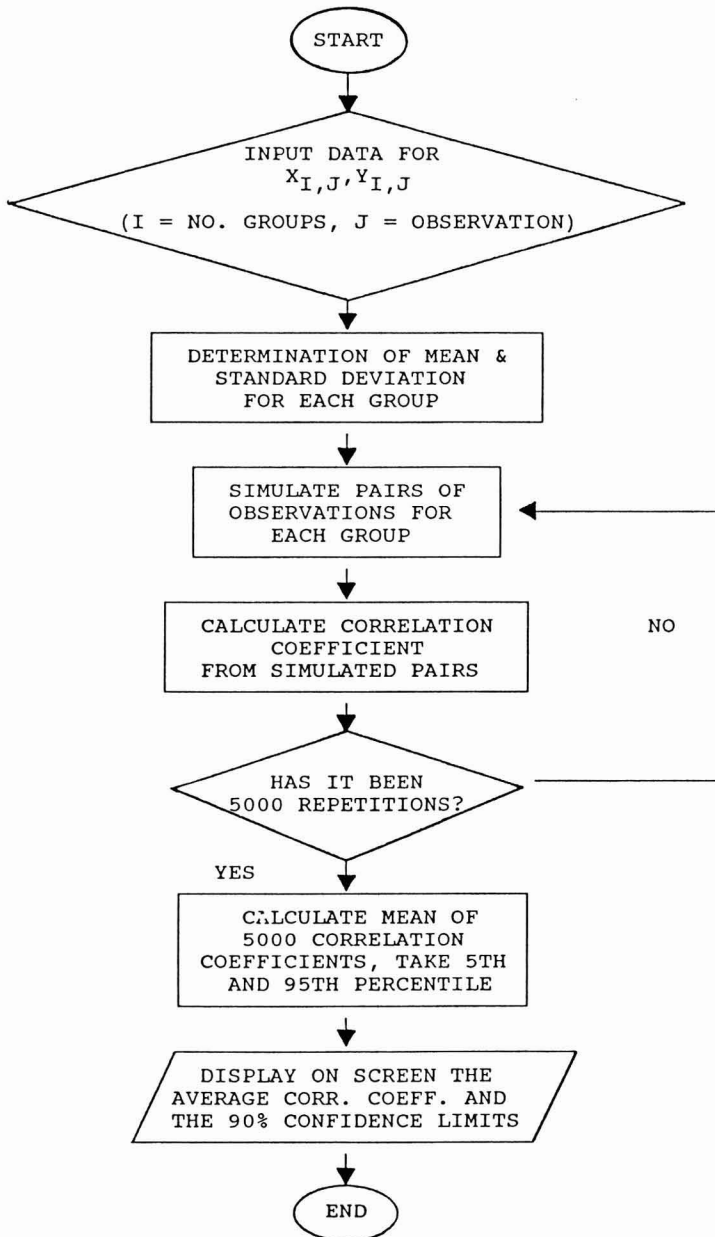 START
INPUT DATA FOR
X I,J, Y I,J
(I = NO. GROUPS, J = OBSERVATION)
DETERMINATION OF MEAN &
STANDARD DEVIATION
FOR EACH GROUP
SIMULATE PAIRS OF
OBSERVATIONS FOR
EACH GROUP
CALCULATE CORRELATION
COEFFICIENT
FROM SIMULATED PAIRS
NO
HAS IT BEEN
5000 REPETITIONS?
YES
CALCULATE MEAN OF
5000 CORRELATION
COEFFICIENTS, TAKE 5TH
AND 95TH PERCENTILE
DISPLAY ON SCREEN THE
AVERAGE CORR. COEFF. AND
THE 90% CONFIDENCE LIMITS
END